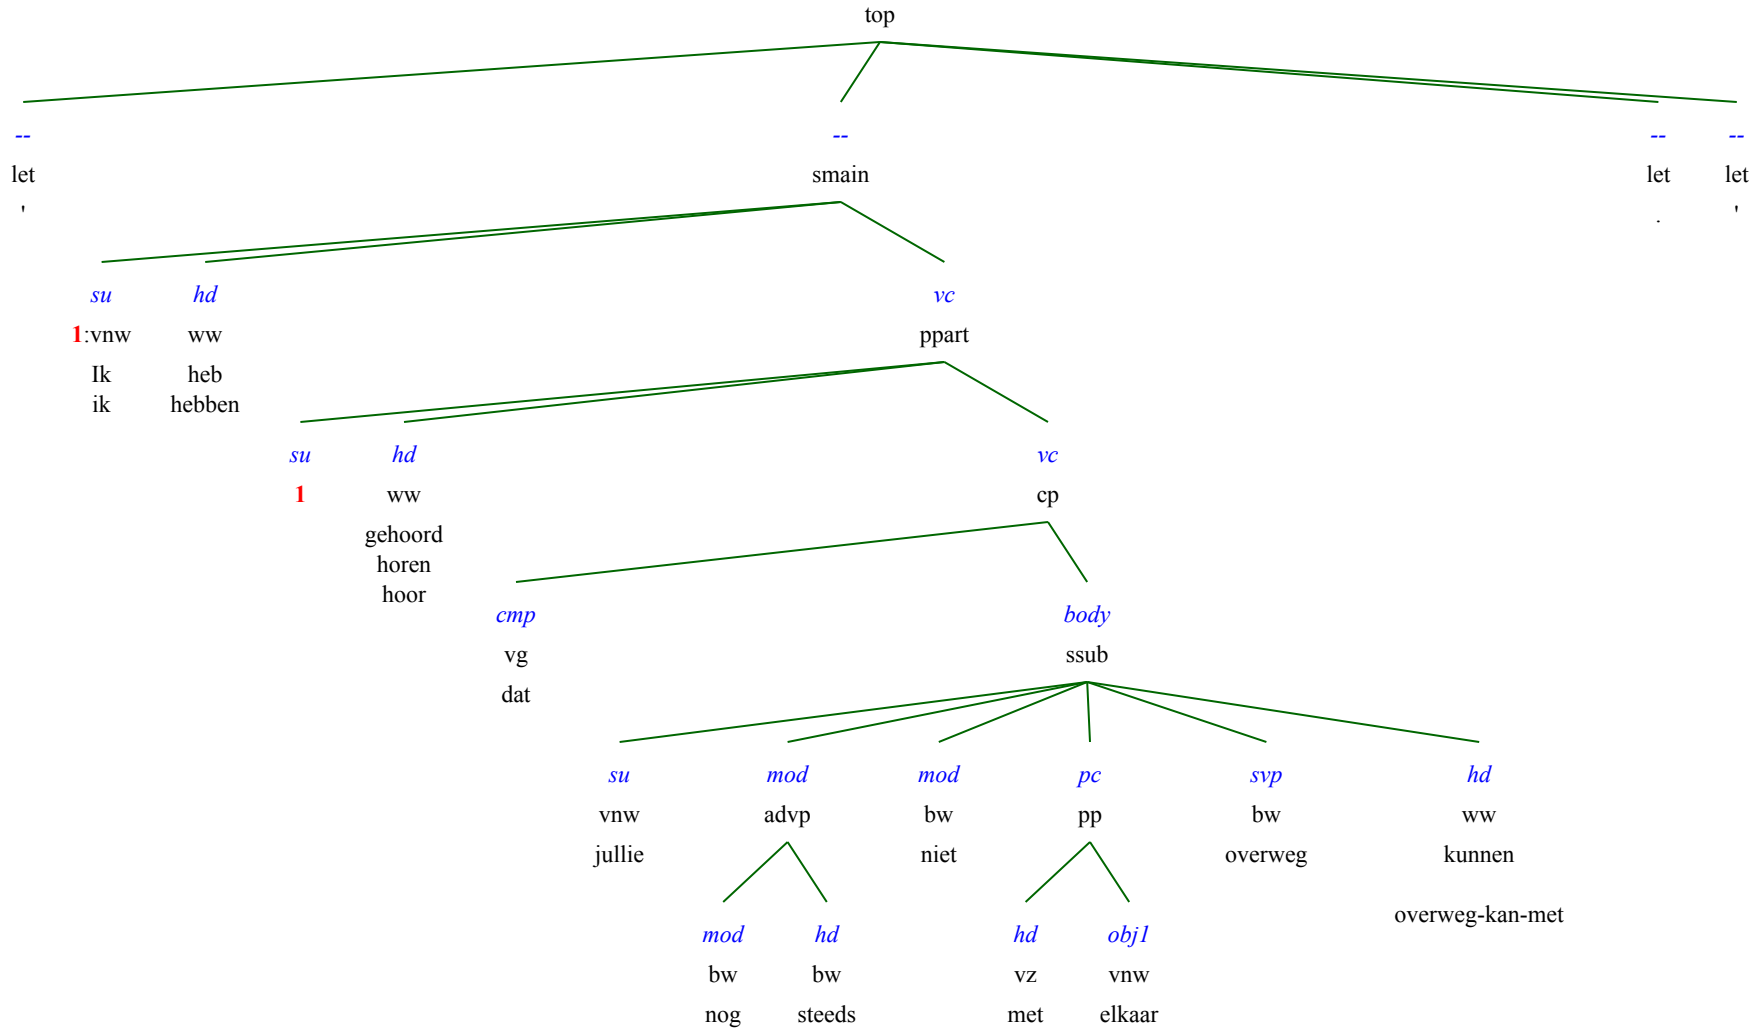 top
-- -- -- --
let smain let let
' . '
su hd vc
1:vnw ww ppart
Ik heb
ik hebben
su hd vc
1 ww cp
gehoord
horen
hoor
cmp body
vg ssub
dat
su mod mod pc svp hd
vnw advp bw pp bw ww
jullie niet overweg kunnen
overweg-kan-met
mod hd hd obj1
bw bw vz vnw
nog steeds met elkaar